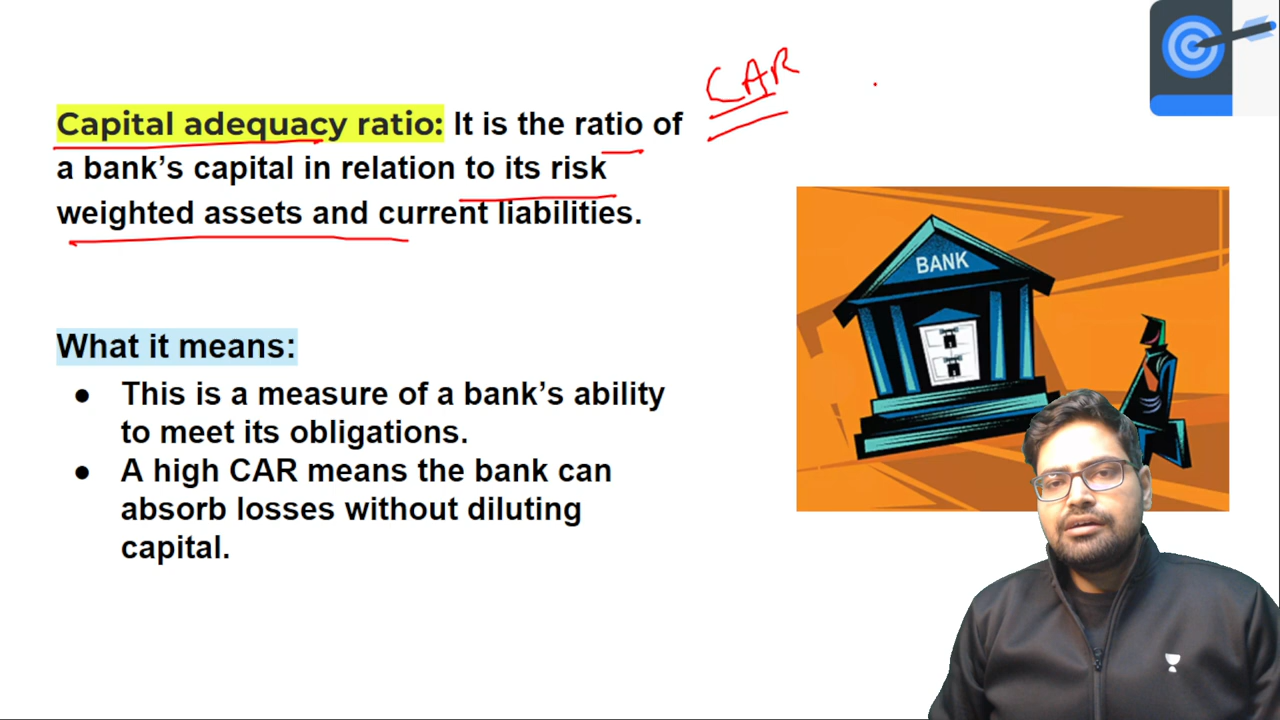 CAR
Capital adequacy ratio: It is the ratio of
a bank’s capital in relation to its risk
weighted assets and current liabilities.
BANK
What it means:
● This is a measure of a bank’s ability
to meet its obligations.
● A high CAR means the bank can
absorb losses without diluting
capital.